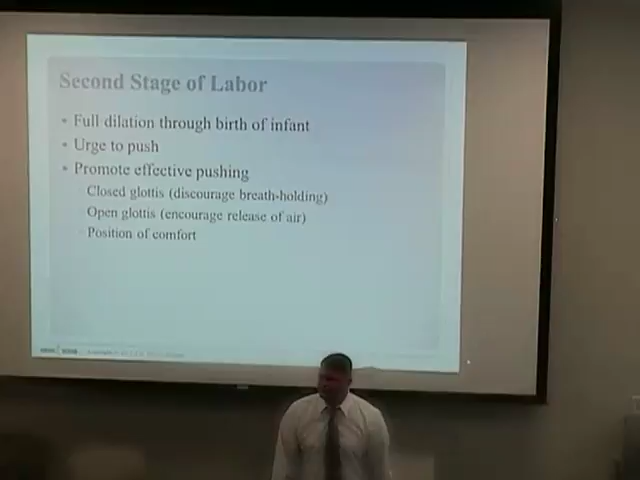 Second Stage of Labor
• Full dilation through birth of infant
• Urge to push
• Promote effective pushing
Closed glottis (discourage breath-holding)
Open glottis (encourage release of air)
Position of comfort